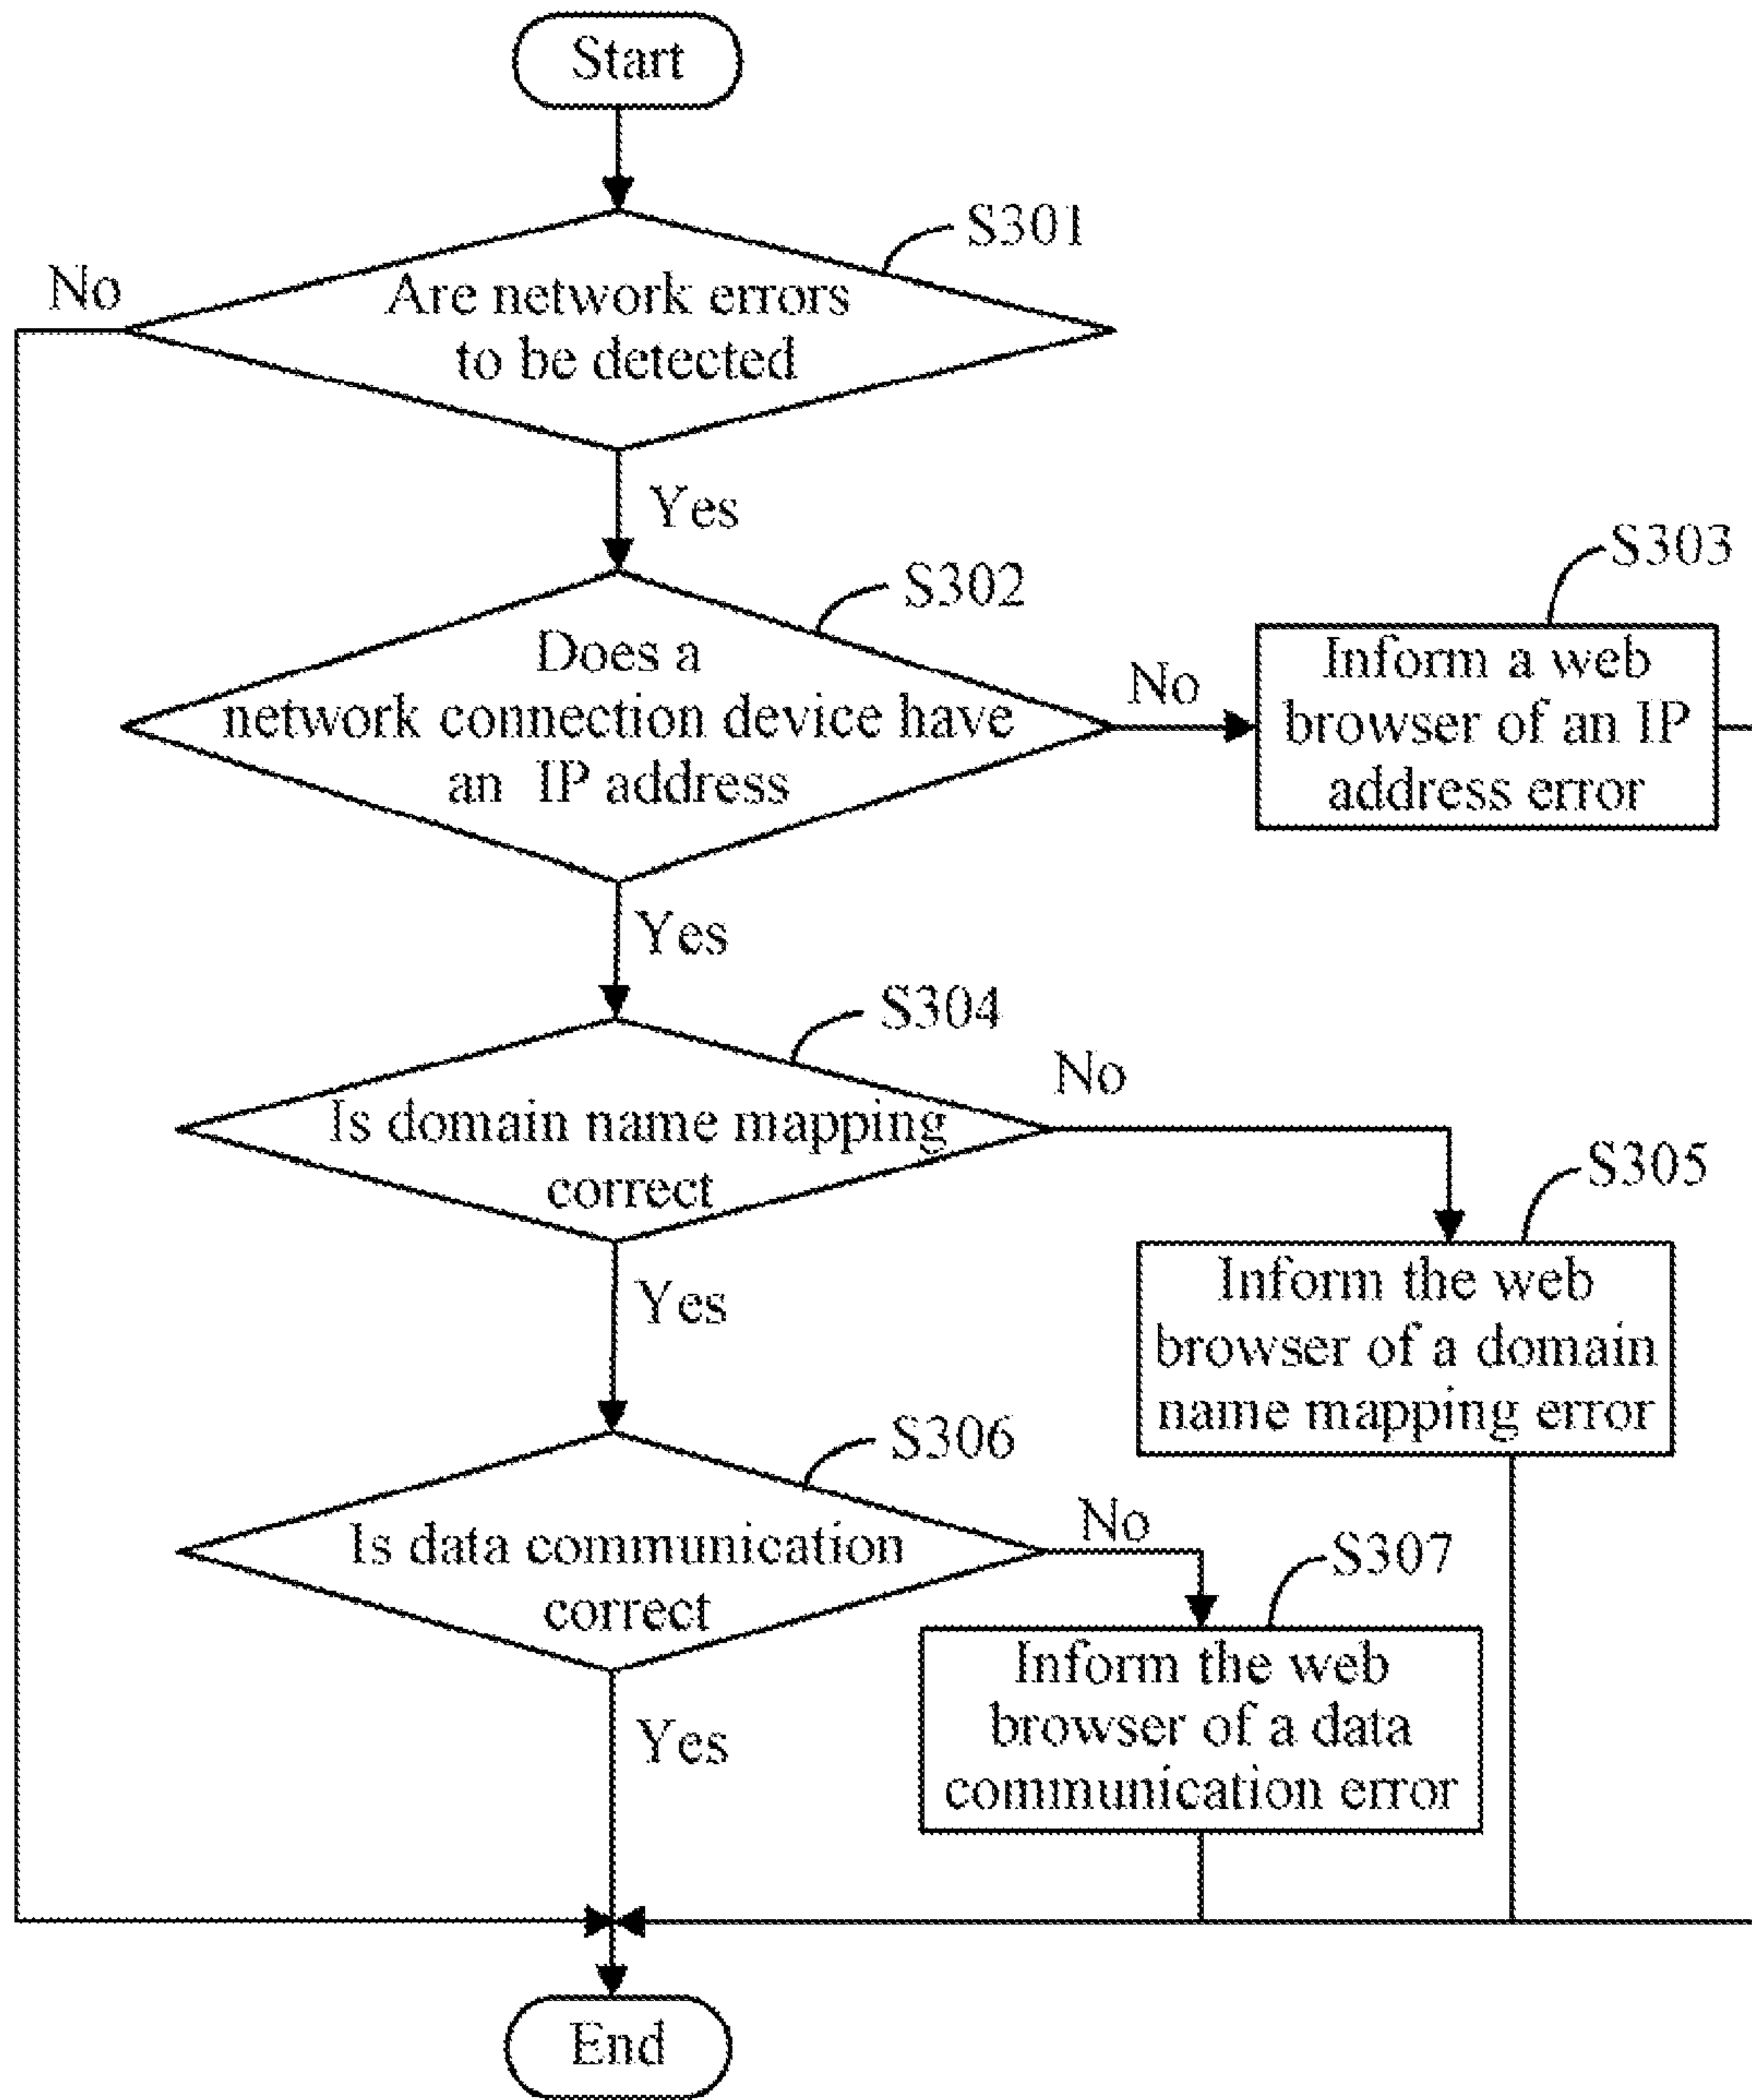 Start
S301
No
Are network errors
to be detected
Yes
S302
Does a
network connection device have
an IP address
No
S303
Inform a web
browser of an IP
address error
Yes
S304
No
Is domain name mapping
correct
S305
Inform the web
browser of a domain
name mapping error
Yes
S306
No
Is data communication
correct
S307
Inform the web
browser of a data
communication error
Yes
End